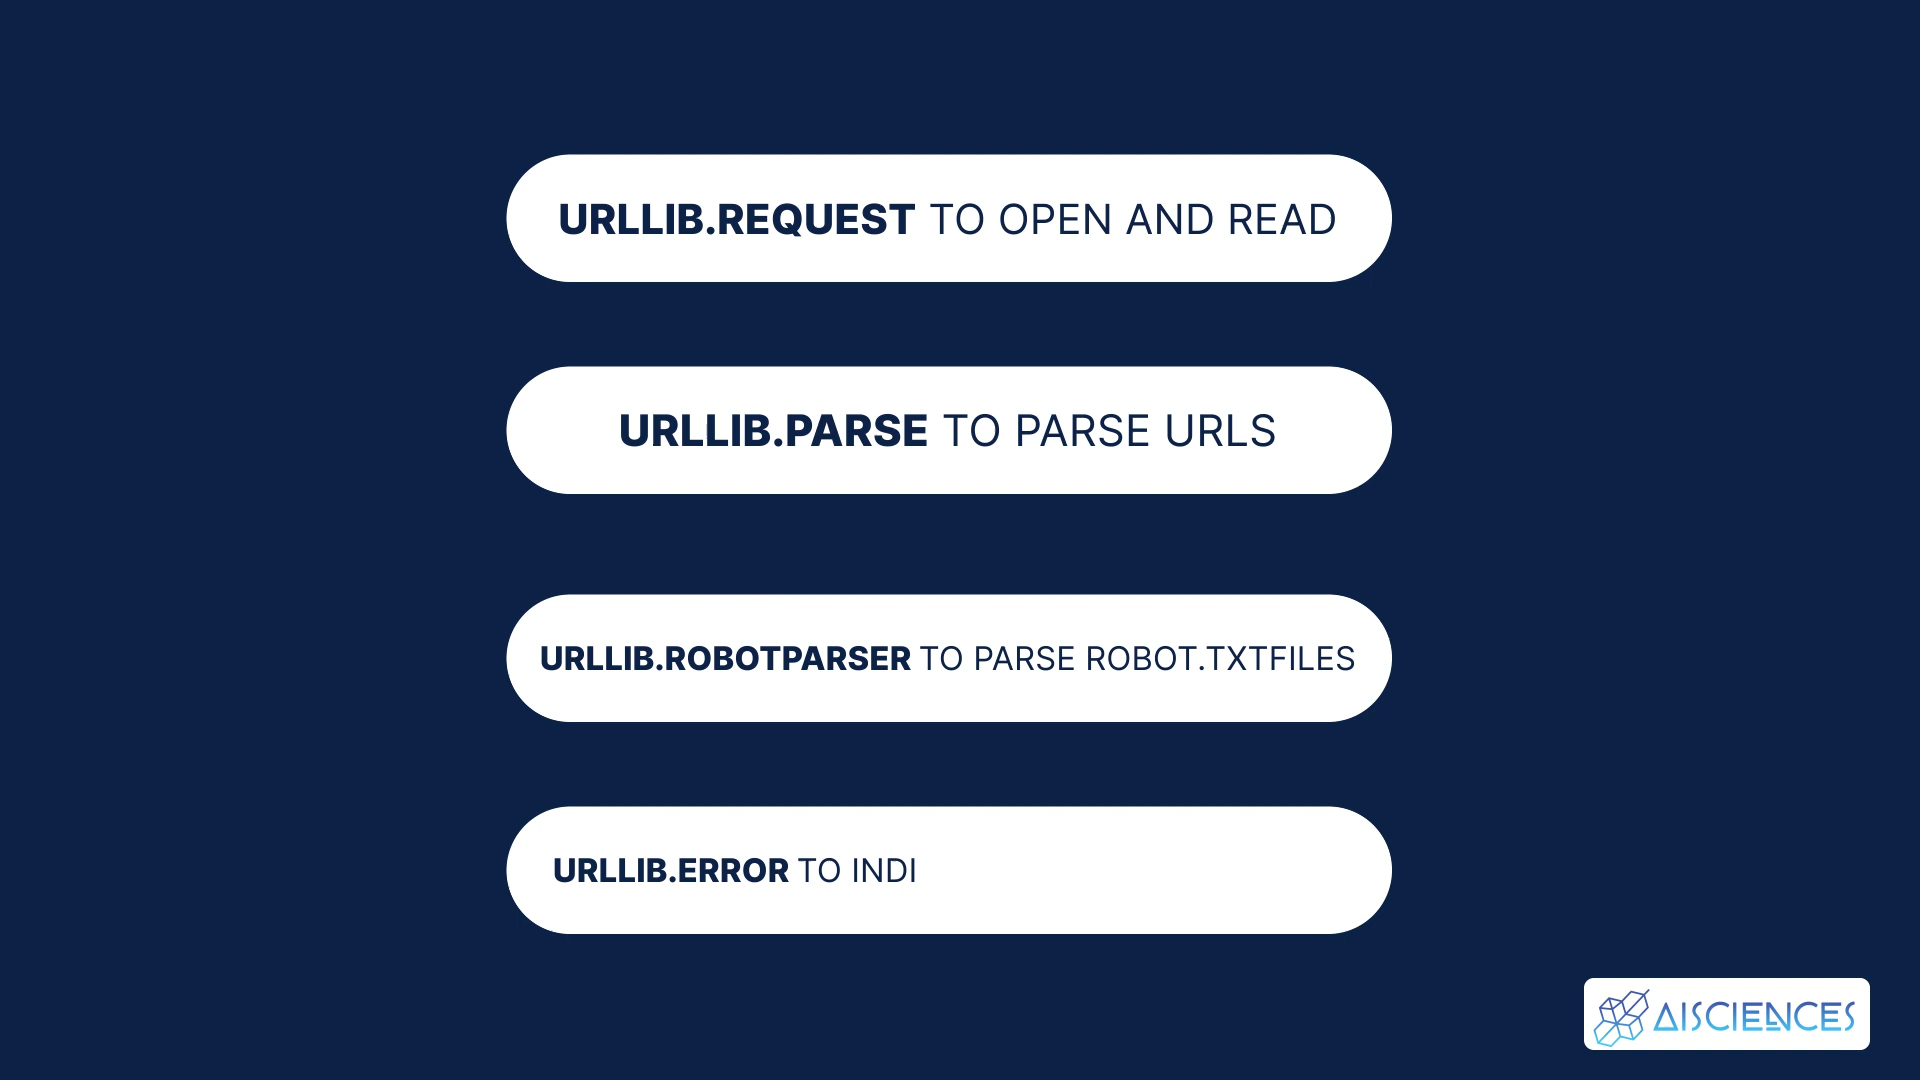 URLLIB.REQUEST TO OPEN AND READ
URLLIB.PARSE TO PARSE URLS
URLLIB.ROBOTPARSER TO PARSE ROBOT.TXTFILES
URLLIB.ERROR TO INDI
AISCIENCES